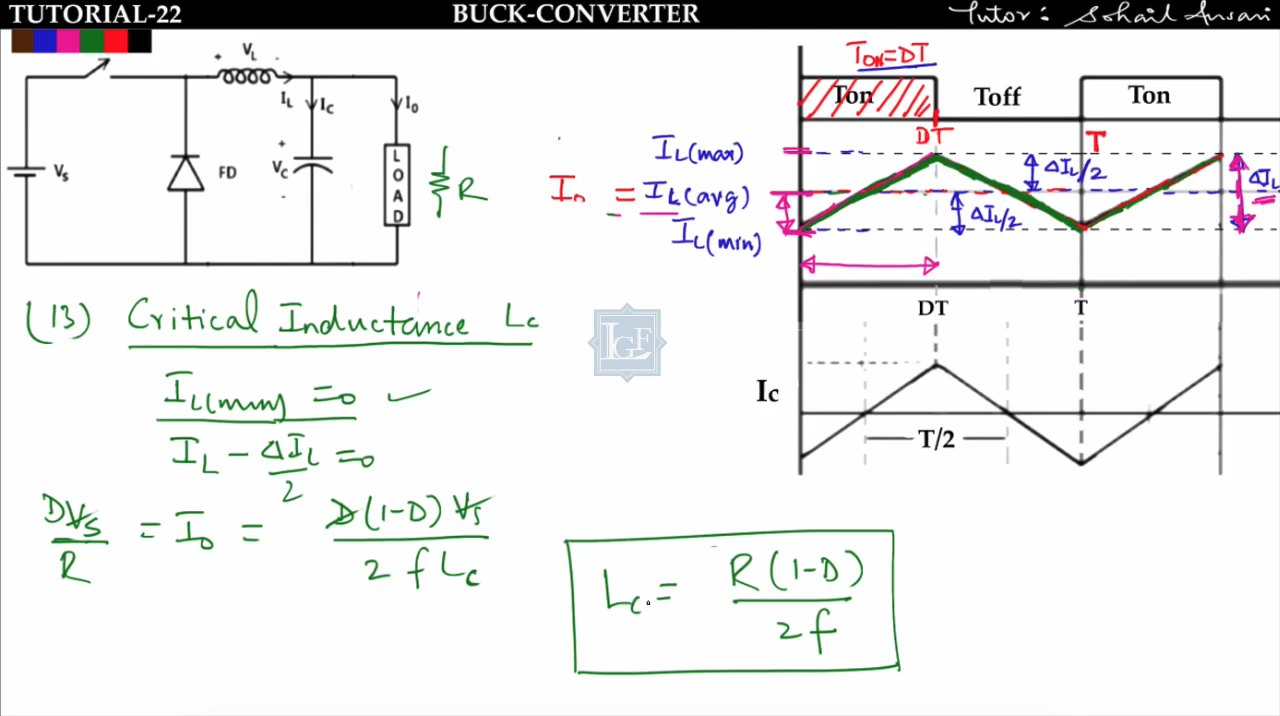 TUTORIAL-22
BUCK-CONVERTER
Tutor: Sohail Ansari
+ VL -
IL
IC
IO
Vs
FD
+
VC
-
LOAD
R
TON=DT
Ton
Toff
Ton
DT
T
IL(max)
Io = IL(avg)
IL(min)
ΔIL/2
ΔIL/2
ΔIL
DT
T
Ic
T/2
LGF
(13) Critical Inductance Lc
IL(min) =0 ✓
IL - ΔIL/2 =0
DVs/R = Io = D(1-D)Vs/2fLc
Lc = R(1-D)/2f